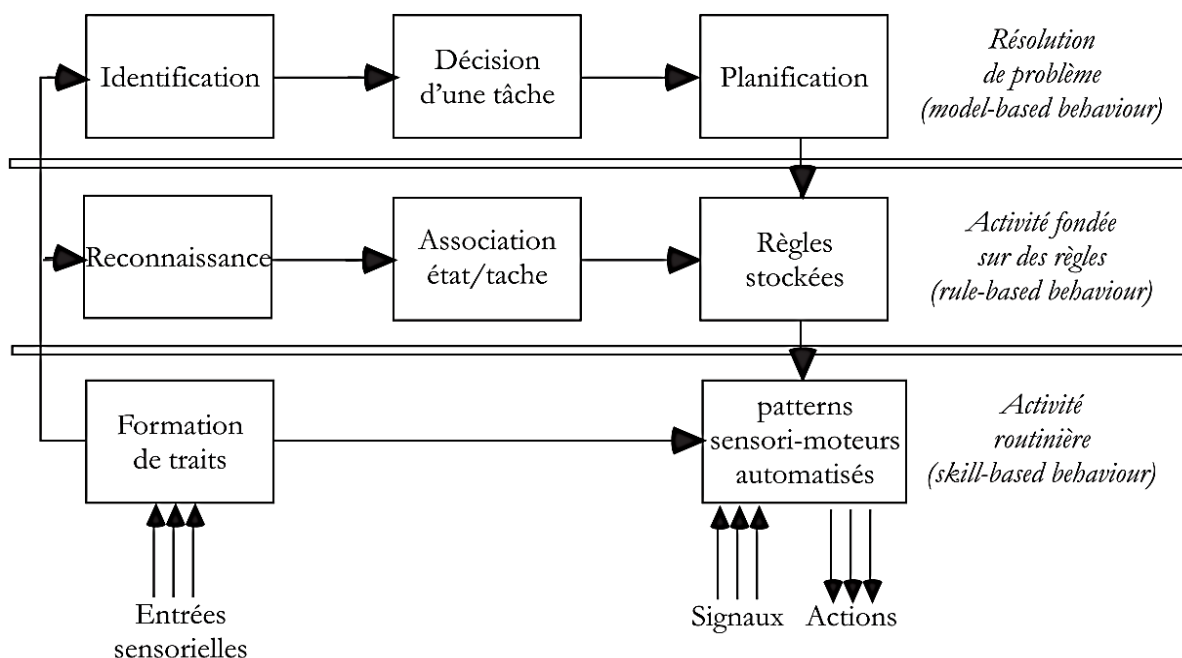 Identification
Décision
d'une tâche
Planification
Résolution
de problème
(model-based behaviour)
Reconnaissance
Association
état/tache
Règles
stockées
Activité fondée
sur des règles
(rule-based behaviour)
Formation
de traits
patterns
sensori-moteurs
automatisés
Activité
routinière
(skill-based behaviour)
Entrées
sensorielles
Signaux
Actions